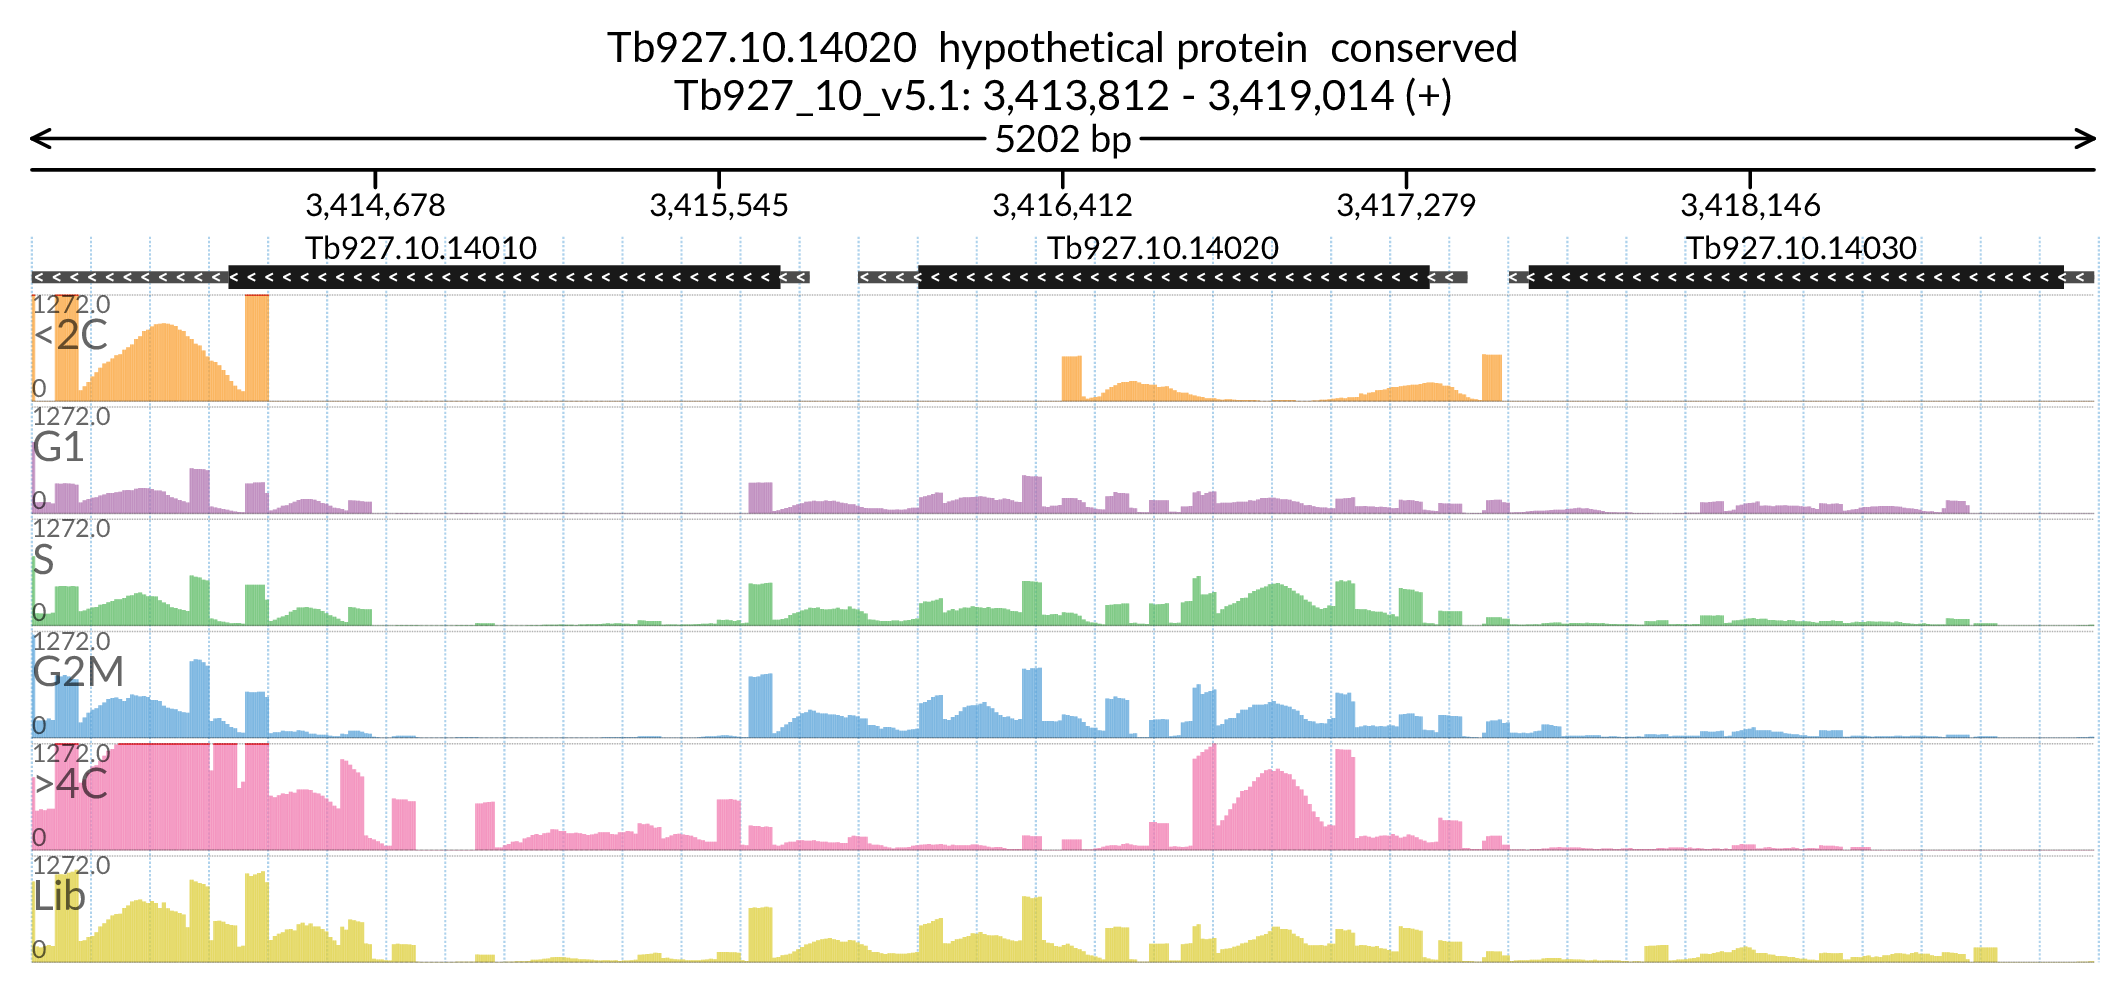 Tb927.10.14020 hypothetical protein conserved
Tb927_10_v5.1: 3,413,812 - 3,419,014 (+)
5202 bp
3,414,678 3,415,545 3,416,412 3,417,279 3,418,146
Tb927.10.14010 Tb927.10.14020 Tb927.10.14030
1272.0
<2C
0
1272.0
G1
0
1272.0
S
0
1272.0
G2M
0
1272.0
>4C
0
1272.0
Lib
0